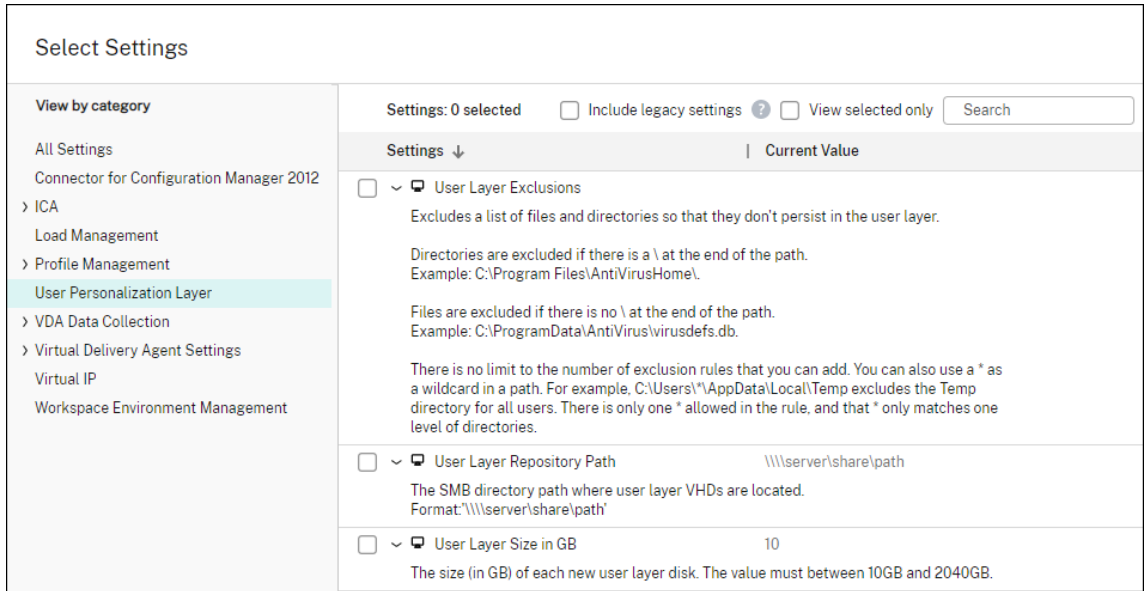 Select Settings
View by category
All Settings
Connector for Configuration Manager 2012
ICA
Load Management
Profile Management
User Personalization Layer
VDA Data Collection
Virtual Delivery Agent Settings
Virtual IP
Workspace Environment Management
Settings: 0 selected Include legacy settings ? View selected only Search
Settings ↓ | Current Value
User Layer Exclusions
Excludes a list of files and directories so that they don't persist in the user layer.
Directories are excluded if there is a \ at the end of the path.
Example: C:\Program Files\AntiVirusHome\.
Files are excluded if there is no \ at the end of the path.
Example: C:\ProgramData\AntiVirus\virusdefs.db.
There is no limit to the number of exclusion rules that you can add. You can also use a * as
a wildcard in a path. For example, C:\Users\*\AppData\Local\Temp excludes the Temp
directory for all users. There is only one * allowed in the rule, and that * only matches one
level of directories.
User Layer Repository Path \\\\server\share\path
The SMB directory path where user layer VHDs are located.
Format:'\\\\server\share\path'
User Layer Size in GB 10
The size (in GB) of each new user layer disk. The value must between 10GB and 2040GB.